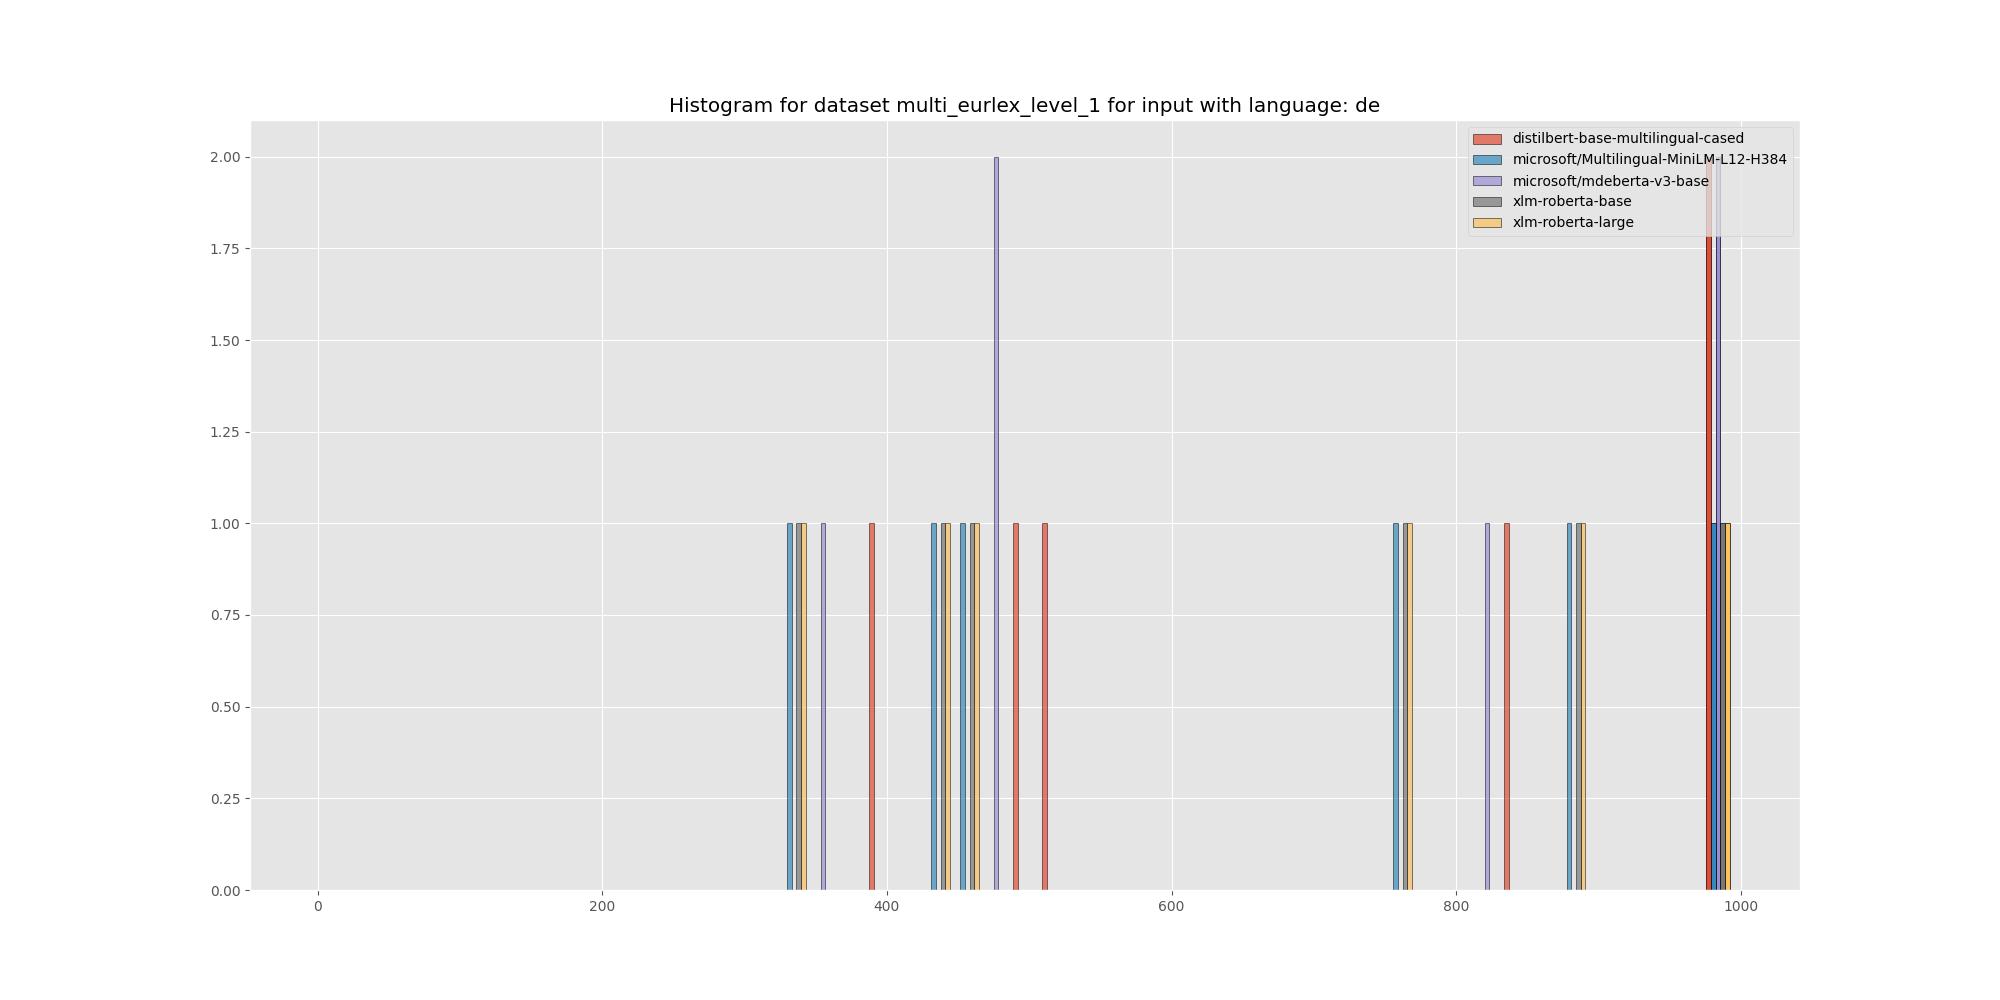 Histogram for dataset multi_eurlex_level_1 for input with language: de
distilbert-base-multilingual-cased
microsoft/Multilingual-MiniLM-L12-H384
microsoft/mdeberta-v3-base
xlm-roberta-base
xlm-roberta-large
2.00
1.75
1.50
1.25
1.00
0.75
0.50
0.25
0.00
0 200 400 600 800 1000